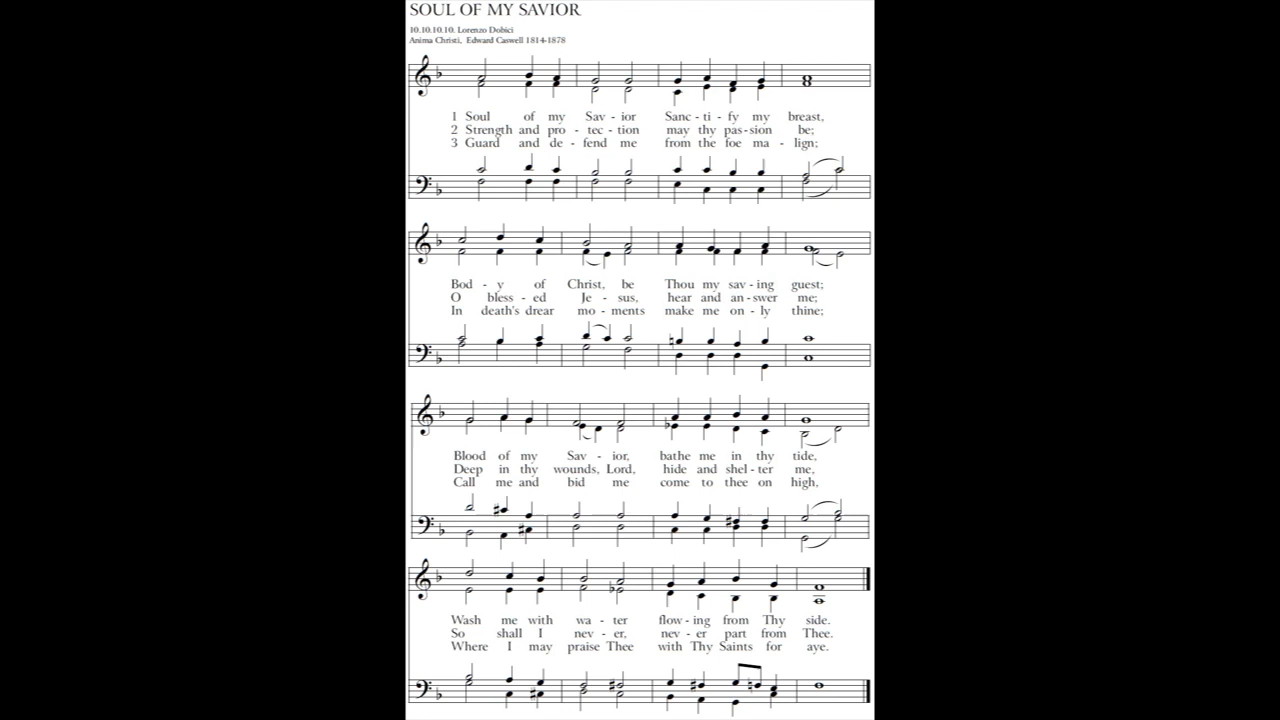 SOUL OF MY SAVIOR
10.10.10.10. Lorenzo Dobici
Anima Christi, Edward Caswell 1814-1878
1 Soul of my Sav - ior Sanc - ti - fy my breast,
2 Strength and pro - tec - tion may thy pas - sion be;
3 Guard and de - fend me from the foe ma - lign;
Bod - y of Christ, be Thou my sav - ing guest;
O bless - ed Je - sus, hear and an - swer me;
In death's drear mo - ments make me on - ly thine;
Blood of my Sav - ior, bathe me in thy tide,
Deep in thy wounds, Lord, hide and shel - ter me,
Call me and bid me come to thee on high,
Wash me with wa - ter flow - ing from Thy side.
So shall I nev - er, nev - er part from Thee.
Where I may praise Thee with Thy Saints for aye.